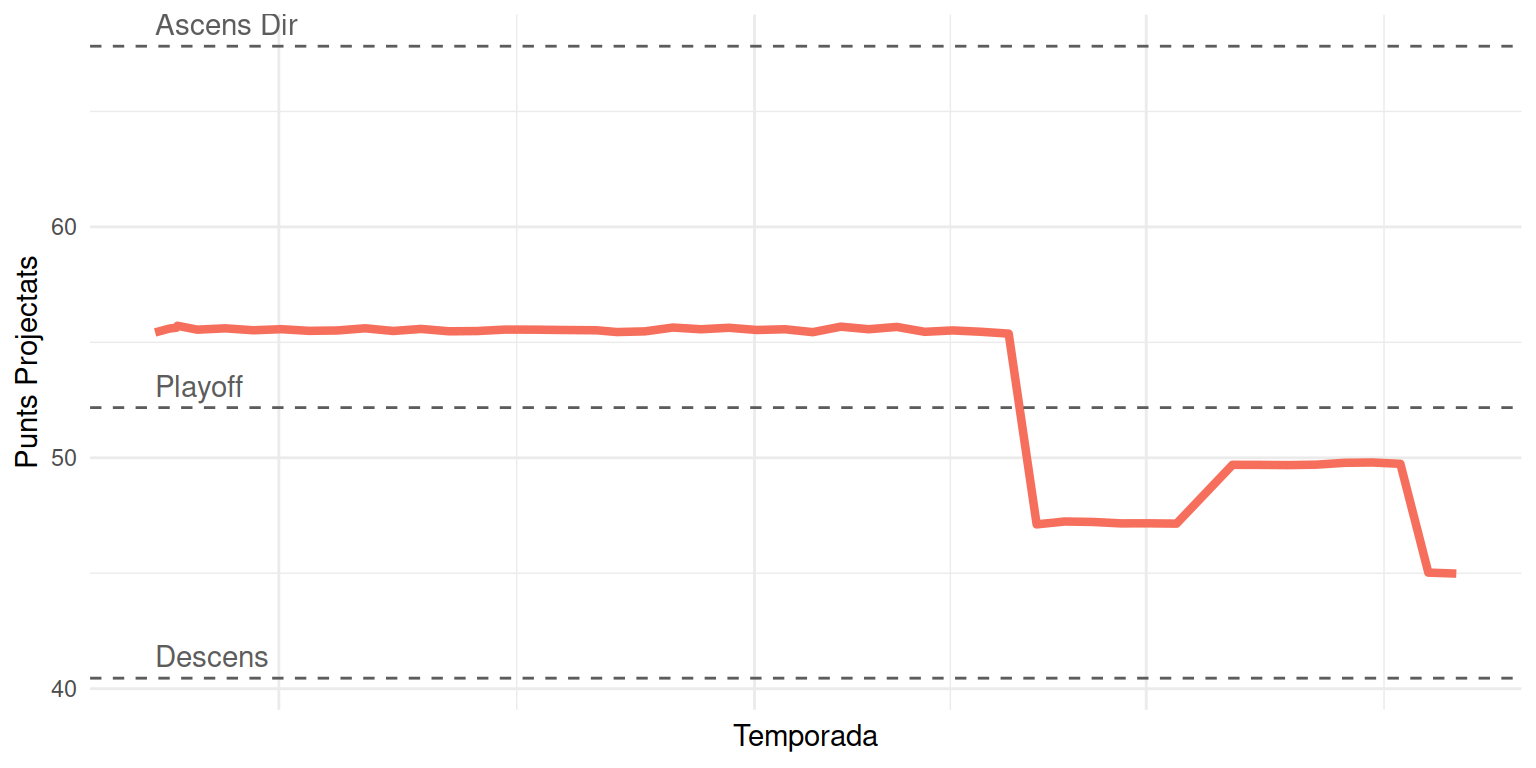 Ascens Dir
60
Punts Projectats
Playoff
50
Descens
40
Temporada